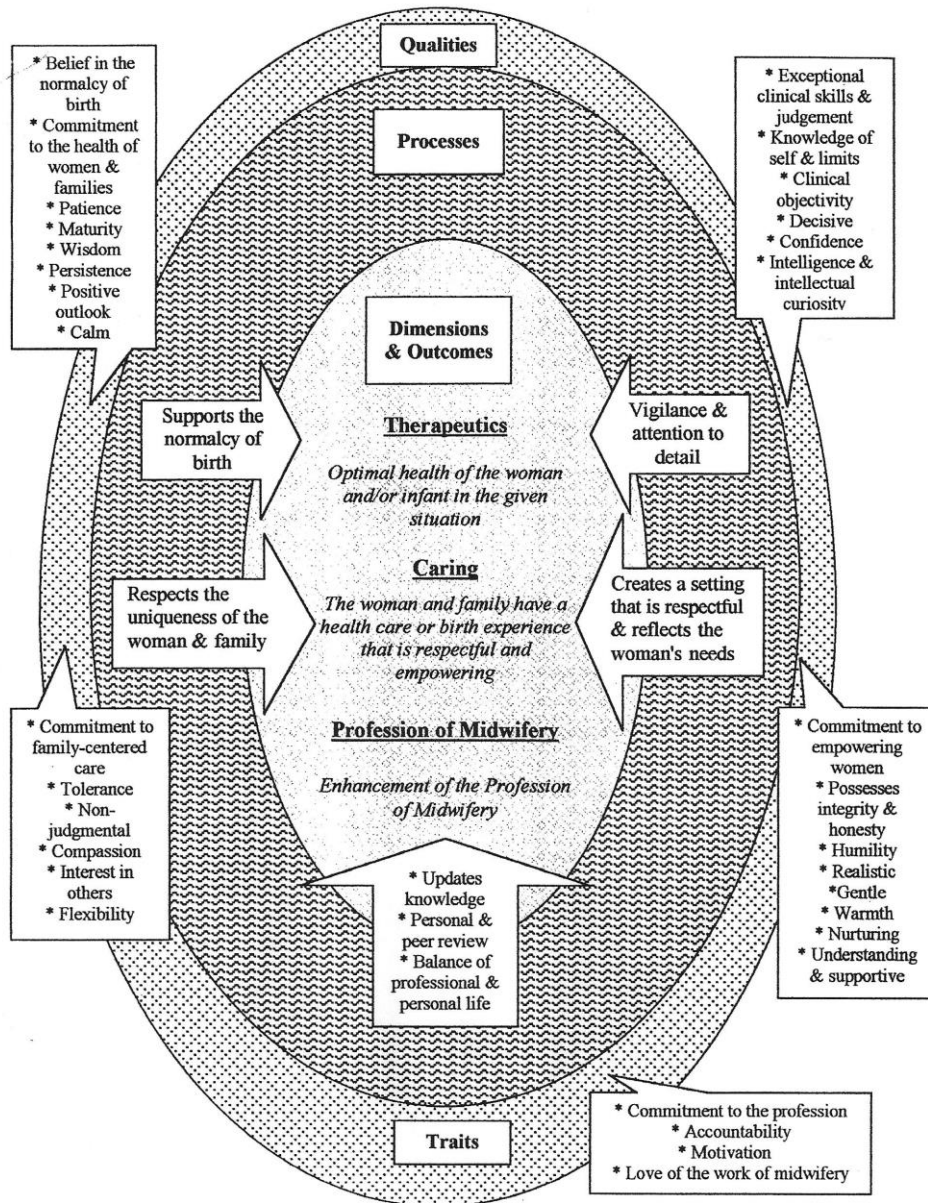 Qualities
* Belief in the
normalcy of
birth
* Commitment
to the health of
women &
families
* Patience
* Maturity
* Wisdom
* Persistence
* Positive
outlook
* Calm
* Exceptional
clinical skills &
judgement
* Knowledge of
self & limits
* Clinical
objectivity
* Decisive
* Confidence
* Intelligence &
intellectual
curiosity
Processes
Dimensions
& Outcomes
Supports the
normalcy of
birth
Therapeutics
Optimal health of the woman
and/or infant in the given
situation
Vigilance &
attention to
detail
Respects the
uniqueness of the
woman & family
Caring
The woman and family have a
health care or birth experience
that is respectful and
empowering
Creates a setting
that is respectful
& reflects the
woman's needs
Profession of Midwifery
Enhancement of the Profession
of Midwifery
* Commitment to
family-centered
care
* Tolerance
* Non-
judgmental
* Compassion
* Interest in
others
* Flexibility
* Updates
knowledge
* Personal &
peer review
* Balance of
professional &
personal life
* Commitment to
empowering
women
* Possesses
integrity &
honesty
* Humility
* Realistic
*Gentle
* Warmth
* Nurturing
* Understanding
& supportive
Traits
* Commitment to the profession
* Accountability
* Motivation
* Love of the work of midwifery